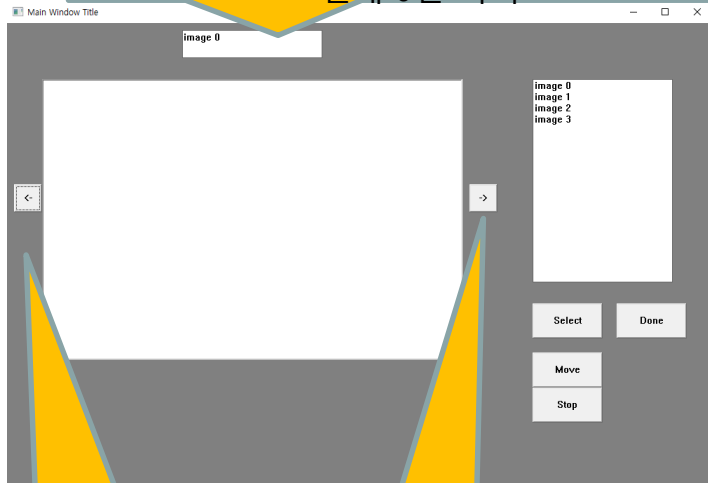 Main Window Title
image 0
image 0
image 1
image 2
image 3
<-
->
Select
Done
Move
Stop